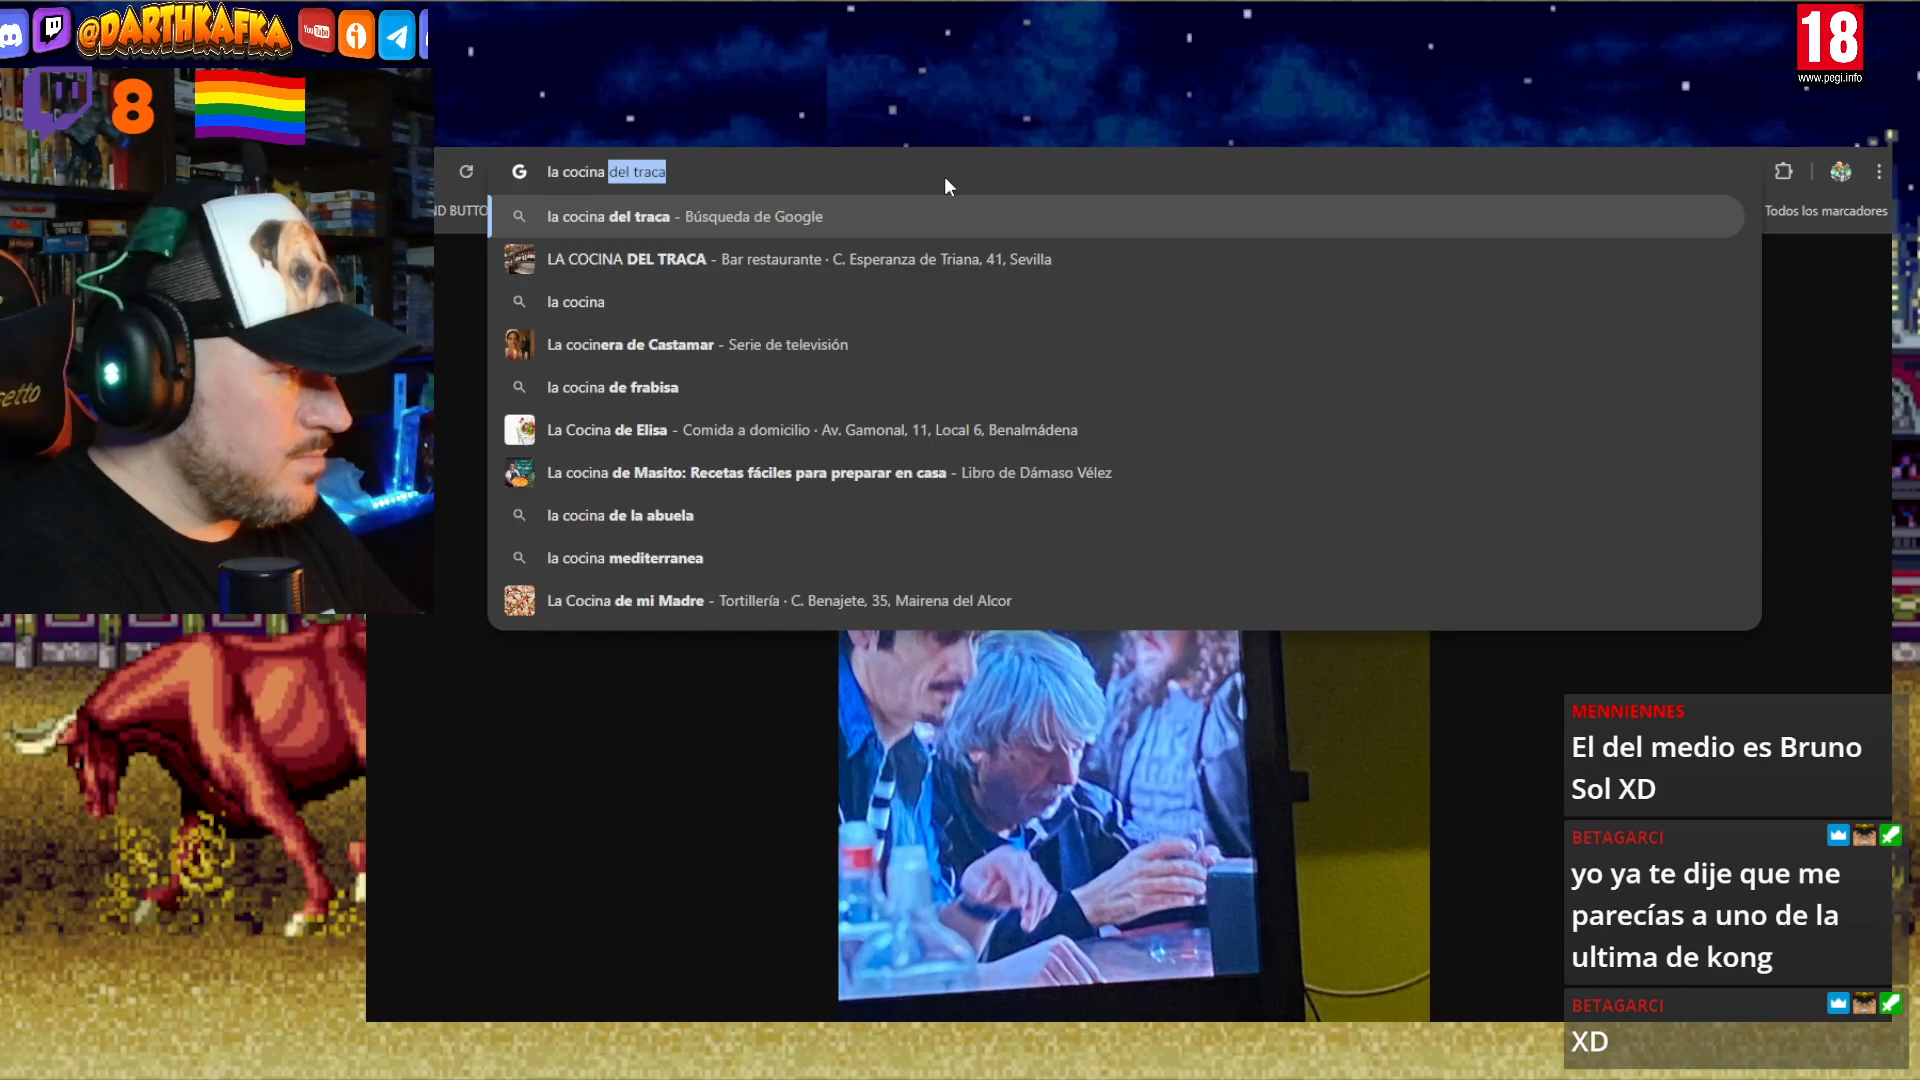 @DARTHKAFKA
YouTube
18
www.pegi.info
8
la cocina del traca
ND BUTTO
Todos los marcadores
la cocina del traca - Búsqueda de Google
LA COCINA DEL TRACA - Bar restaurante · C. Esperanza de Triana, 41, Sevilla
la cocina
La cocinera de Castamar - Serie de televisión
la cocina de frabisa
La Cocina de Elisa - Comida a domicilio · Av. Gamonal, 11, Local 6, Benalmádena
La cocina de Masito: Recetas fáciles para preparar en casa - Libro de Dámaso Vélez
la cocina de la abuela
la cocina mediterranea
La Cocina de mi Madre - Tortillería · C. Benajete, 35, Mairena del Alcor
MENNIENNES
El del medio es Bruno
Sol XD
BETAGARCI
yo ya te dije que me
parecías a uno de la
ultima de kong
BETAGARCI
XD